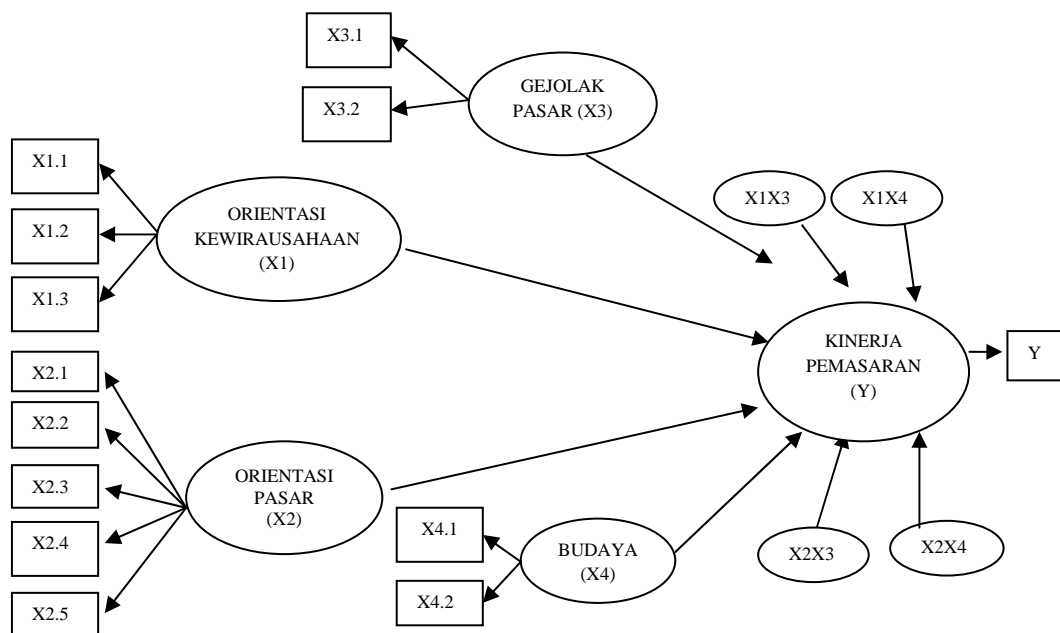 X3.1
X3.2
GEJOLAK
PASAR (X3)
X1.1
X1.2
X1.3
ORIENTASI
KEWIRAUSAHAAN
(X1)
X1X3
X1X4
KINERJA
PEMASARAN
(Y)
Y
X2.1
X2.2
X2.3
X2.4
X2.5
ORIENTASI
PASAR
(X2)
X4.1
X4.2
BUDAYA
(X4)
X2X3
X2X4